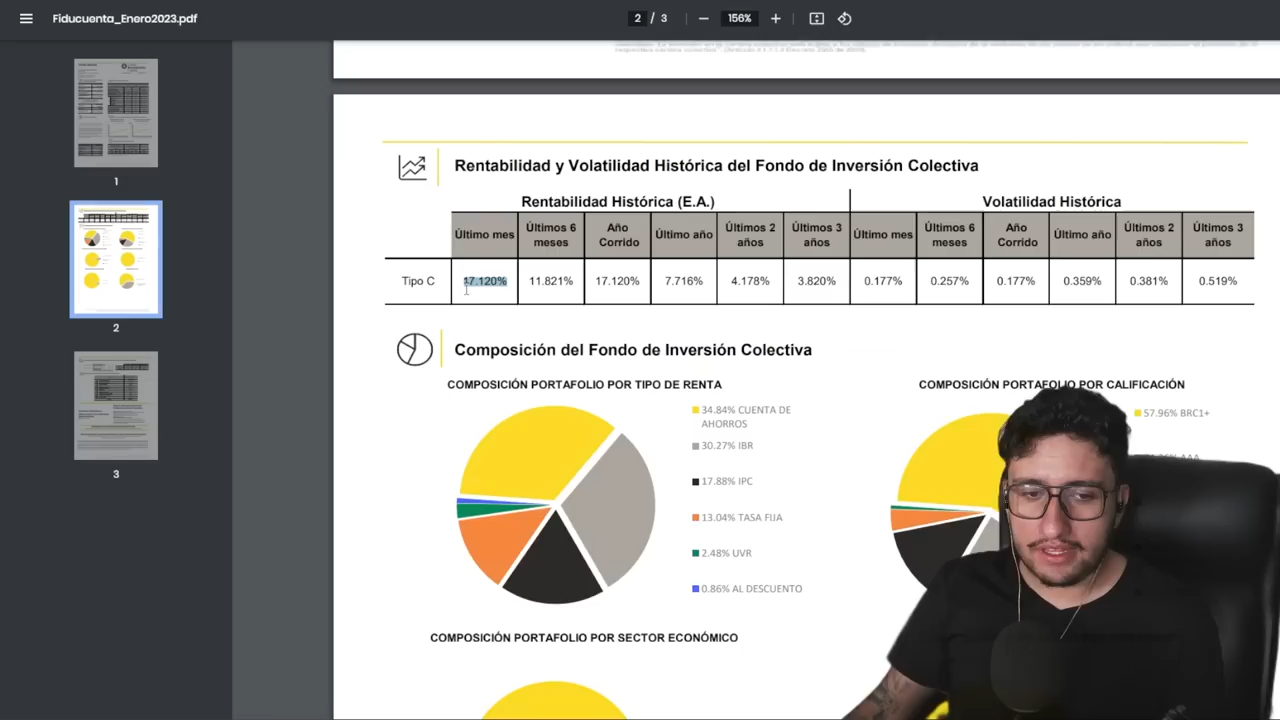 Fiducuenta_Enero2023.pdf
2 / 3
156%
Rentabilidad y Volatilidad Histórica del Fondo de Inversión Colectiva
Rentabilidad Histórica (E.A.) Volatilidad Histórica
Último mes Últimos 6 meses Año Corrido Último año Últimos 2 años Últimos 3 años Último mes Últimos 6 meses Año Corrido Último año Últimos 2 años Últimos 3 años
Tipo C 17.120% 11.821% 17.120% 7.716% 4.178% 3.820% 0.177% 0.257% 0.177% 0.359% 0.381% 0.519%
Composición del Fondo de Inversión Colectiva
COMPOSICIÓN PORTAFOLIO POR TIPO DE RENTA
34.84% CUENTA DE
AHORROS
30.27% IBR
17.88% IPC
13.04% TASA FIJA
2.48% UVR
0.86% AL DESCUENTO
COMPOSICIÓN PORTAFOLIO POR CALIFICACIÓN
57.96% BRC1+
AAA
COMPOSICIÓN PORTAFOLIO POR SECTOR ECONÓMICO
1
2
3